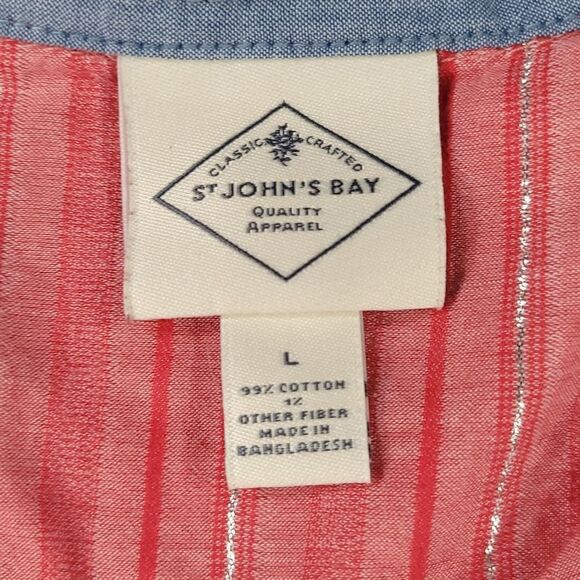 CLASSIC CRAFTED
ST JOHN'S BAY
QUALITY
APPAREL
L
99% COTTON
1%
OTHER FIBER
MADE IN
BANGLADESH